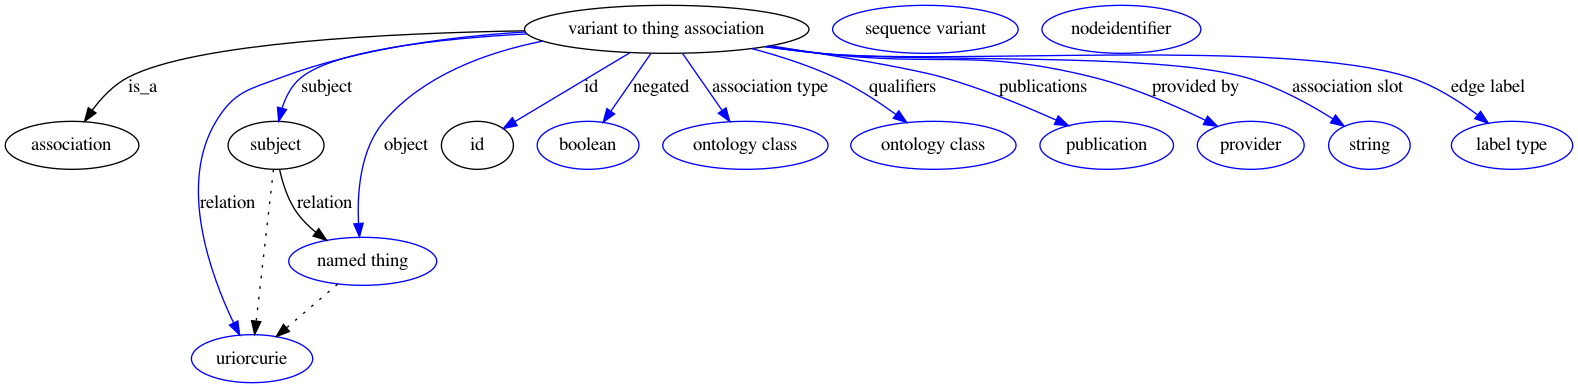 variant to thing association
sequence variant
nodeidentifier
is_a
subject
id
negated
association type
qualifiers
publications
provided by
association slot
edge label
association
subject
object
id
boolean
ontology class
ontology class
publication
provider
string
label type
relation
relation
named thing
uriorcurie